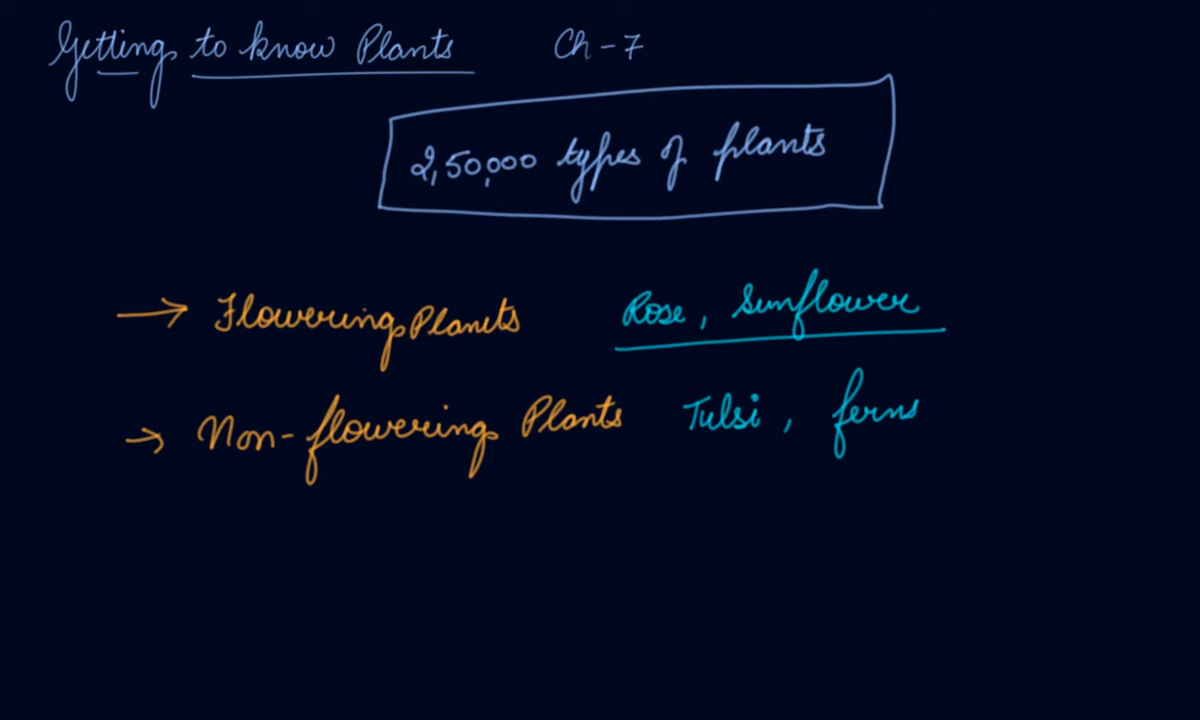 Getting to know Plants Ch-7
2,50,000 types of plants
→ Flowering Plants Rose, Sunflower
→ Non-flowering Plants Tulsi, ferns